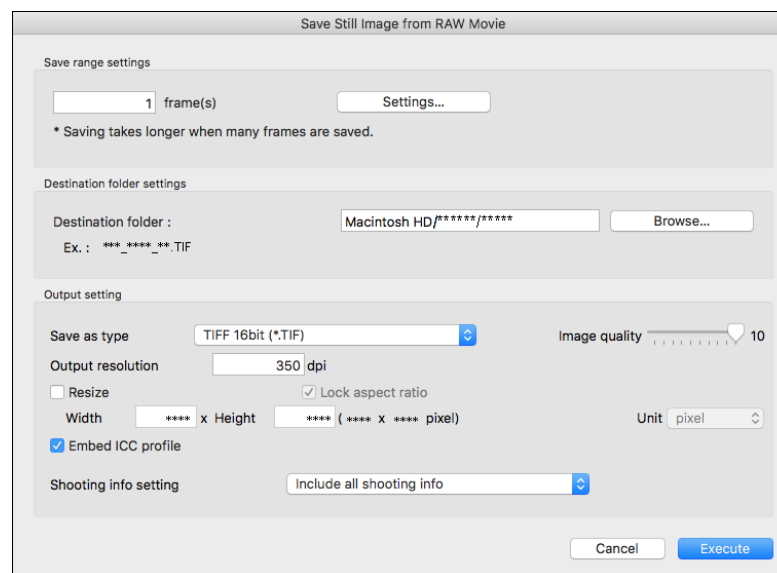 Save Still Image from RAW Movie
Save range settings
1 frame(s) Settings...
* Saving takes longer when many frames are saved.
Destination folder settings
Destination folder : Macintosh HD/******/***** Browse...
Ex. : ***_****_**.TIF
Output setting
Save as type TIFF 16bit (*.TIF) Image quality 10
Output resolution 350 dpi
Resize Lock aspect ratio
Width **** x Height **** ( **** x **** pixel) Unit pixel
Embed ICC profile
Shooting info setting Include all shooting info
Cancel Execute